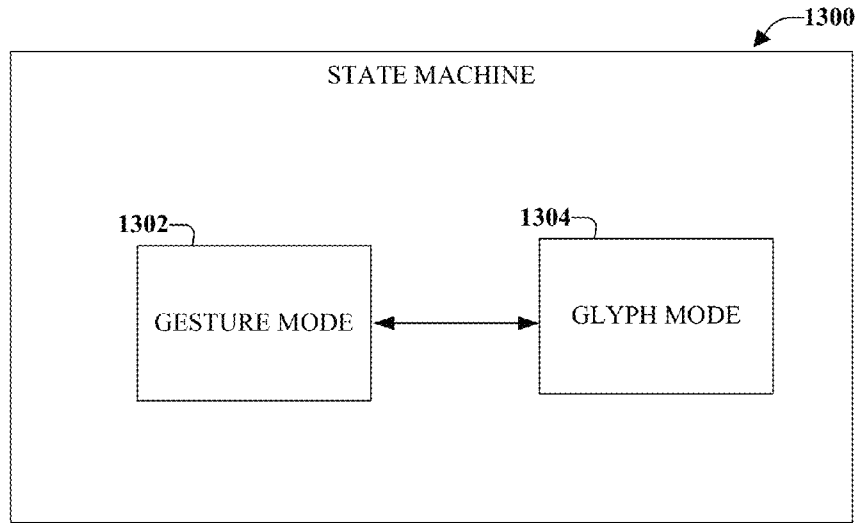 1300
STATE MACHINE
1302
1304
GESTURE MODE
GLYPH MODE